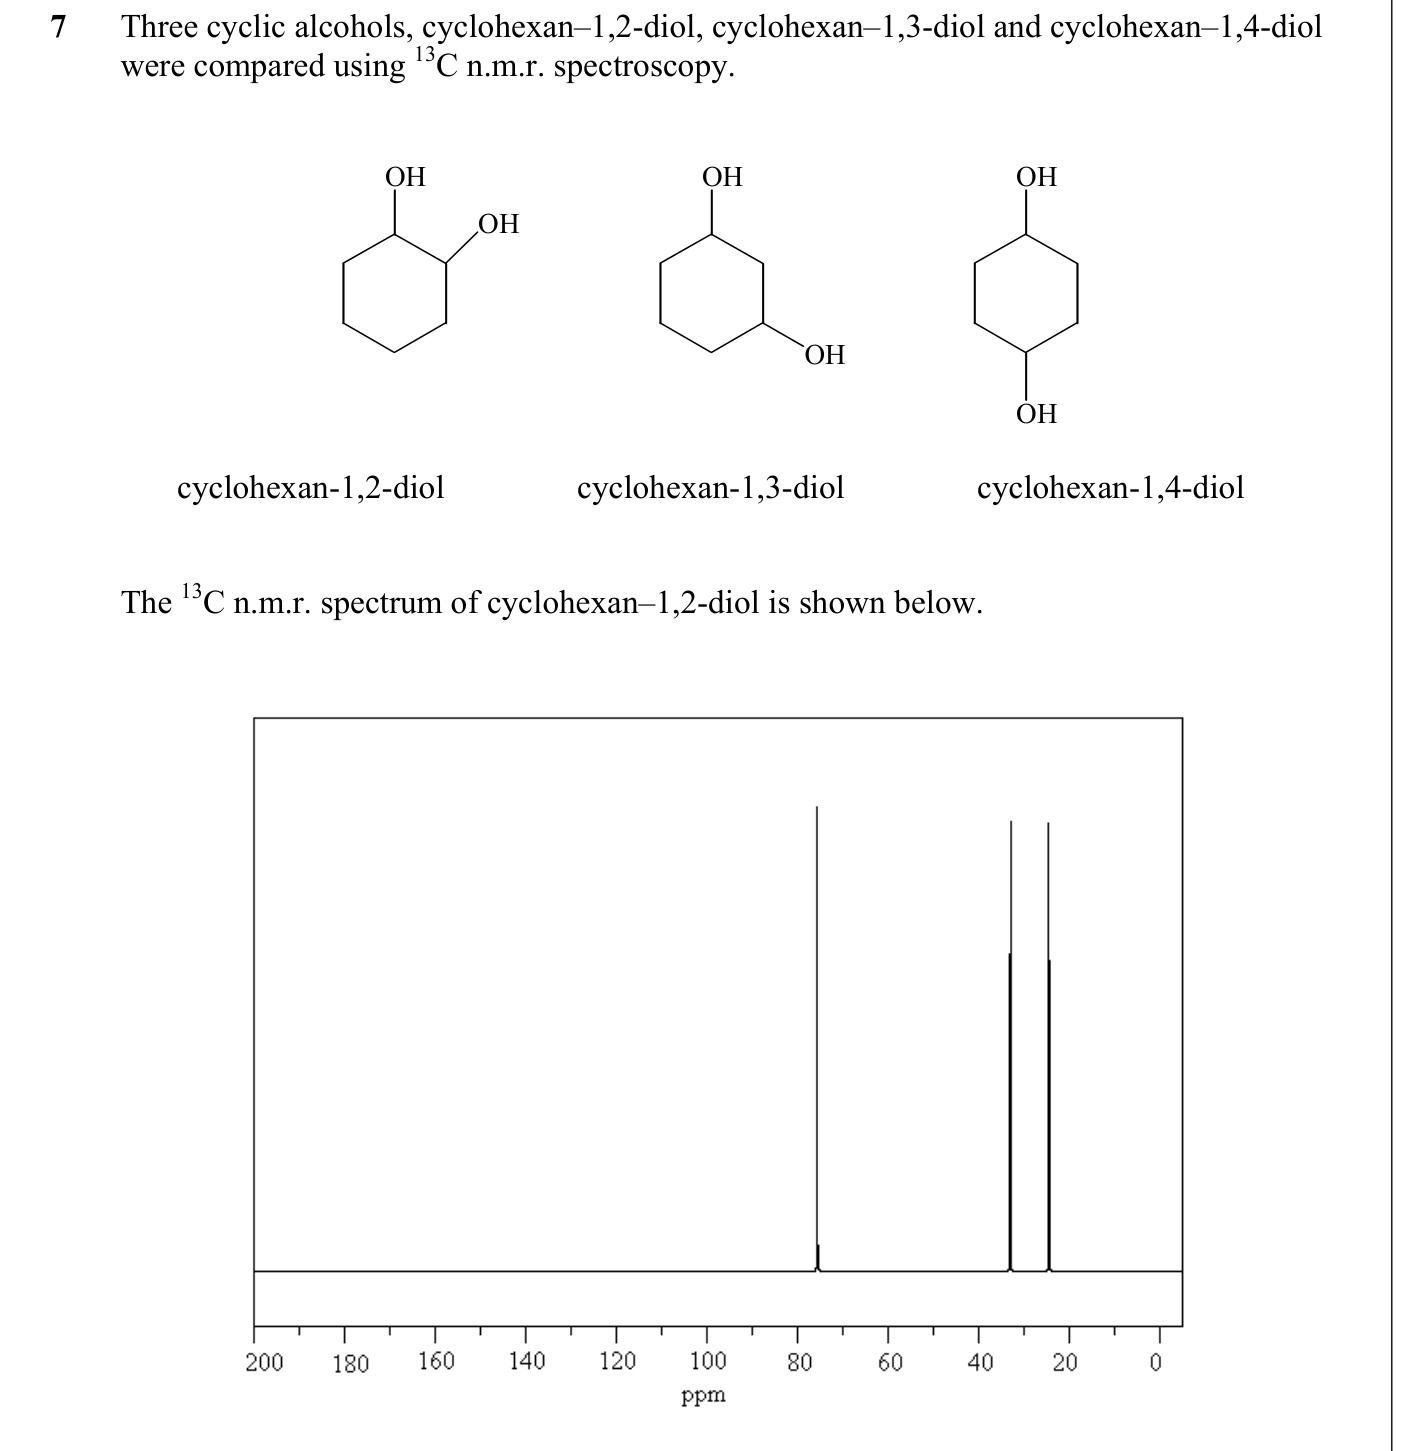 7 Three cyclic alcohols, cyclohexan–1,2-diol, cyclohexan–1,3-diol and cyclohexan–1,4-diol
were compared using ¹³C n.m.r. spectroscopy.
OH OH OH
OH
OH
OH
cyclohexan-1,2-diol cyclohexan-1,3-diol cyclohexan-1,4-diol
The ¹³C n.m.r. spectrum of cyclohexan–1,2-diol is shown below.
200 180 160 140 120 100 80 60 40 20 0
ppm